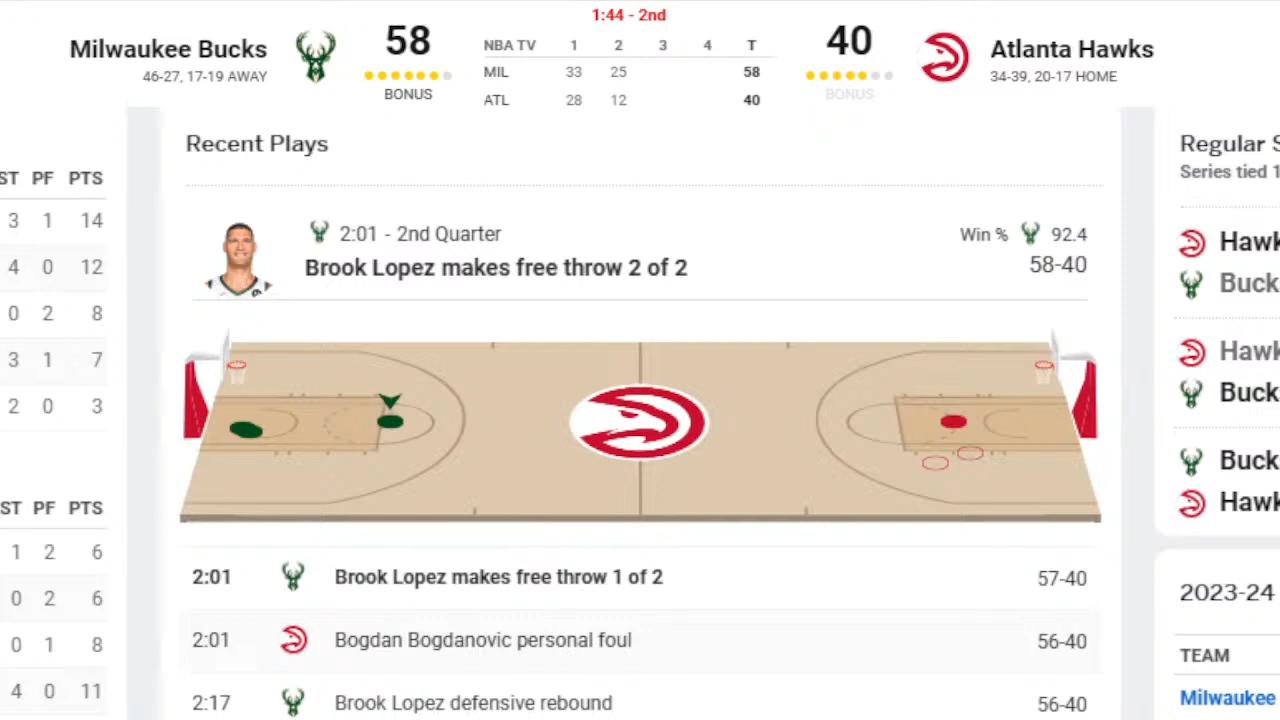 1:44 - 2nd
Milwaukee Bucks
46-27, 17-19 AWAY
58
BONUS
NBA TV 1 2 3 4 T
MIL 33 25 58
ATL 28 12 40
40
BONUS
Atlanta Hawks
34-39, 20-17 HOME
ST PF PTS
3 1 14
4 0 12
0 2 8
3 1 7
2 0 3
ST PF PTS
1 2 6
0 2 6
0 1 8
4 0 11
Recent Plays
2:01 - 2nd Quarter
Brook Lopez makes free throw 2 of 2
Win % 92.4
58-40
2:01 Brook Lopez makes free throw 1 of 2 57-40
2:01 Bogdan Bogdanovic personal foul 56-40
2:17 Brook Lopez defensive rebound 56-40
Regular S
Series tied 1
Hawk
Buck
Hawk
Buck
Buck
Hawk
2023-24
TEAM
Milwaukee